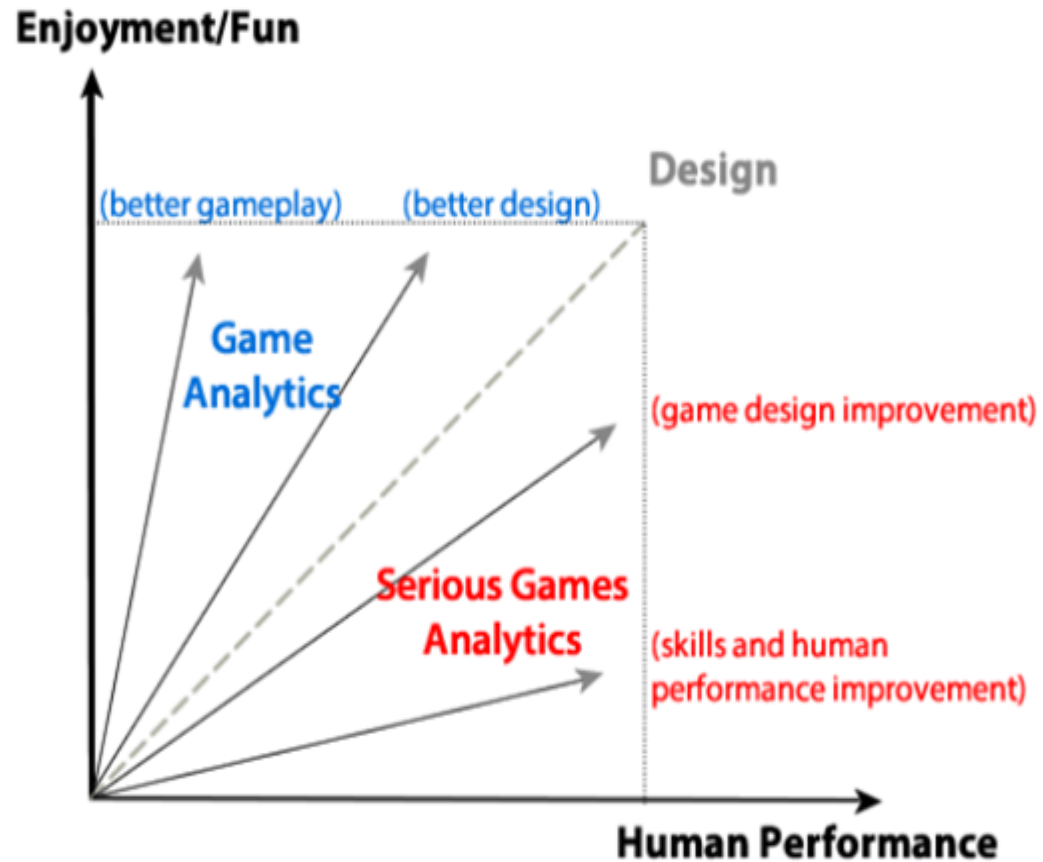 Enjoyment/Fun
Design
(better gameplay)
(better design)
Game
Analytics
(game design improvement)
Serious Games
Analytics
(skills and human
performance improvement)
Human Performance